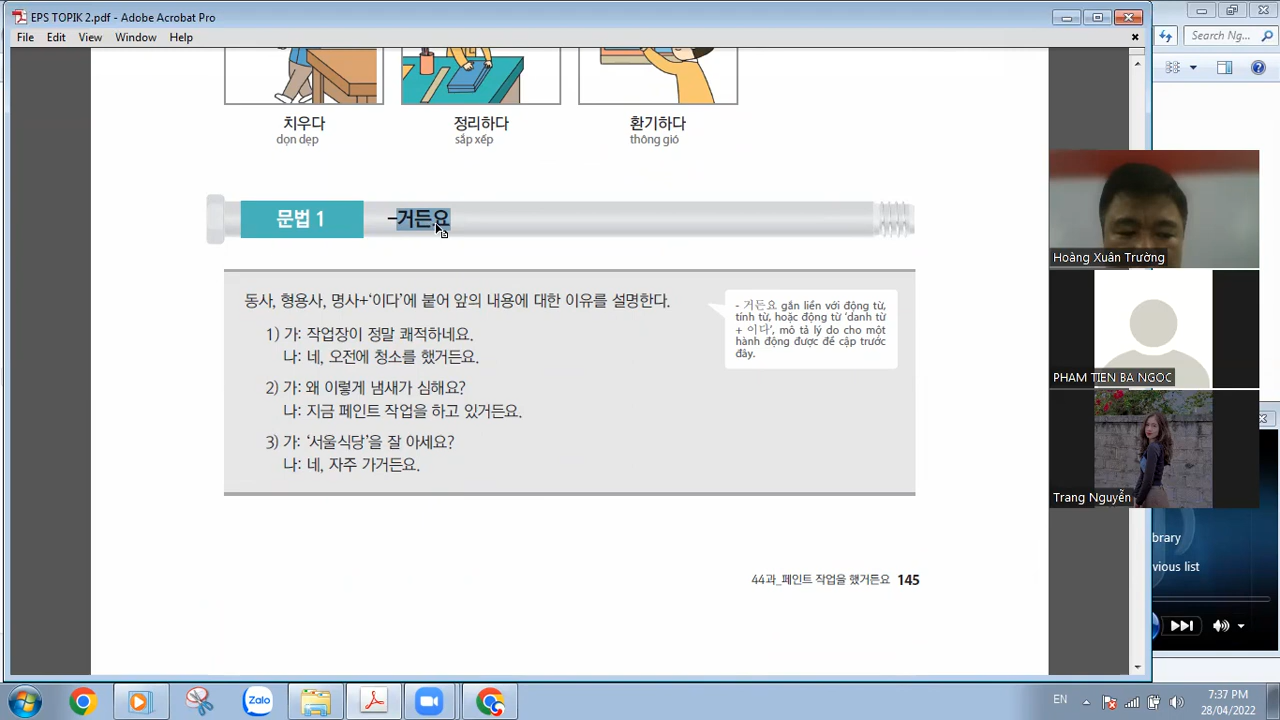 EPS TOPIK 2.pdf - Adobe Acrobat Pro
File Edit View Window Help
Search Ng...
치우다
dọn dẹp
정리하다
sắp xếp
환기하다
thông gió
문법 1
-거든요
동사, 형용사, 명사+‘이다’에 붙어 앞의 내용에 대한 이유를 설명한다.
1) 가: 작업장이 정말 쾌적하네요.
나: 네, 오전에 청소를 했거든요.
2) 가: 왜 이렇게 냄새가 심해요?
나: 지금 페인트 작업을 하고 있거든요.
3) 가: ‘서울식당’을 잘 아세요?
나: 네, 자주 가거든요.
- 거든요 gắn liền với động từ,
tính từ, hoặc động từ ‘danh từ
+ 이다’, mô tả lý do cho một
hành động được đề cập trước
đây.
44과_페인트 작업을 했거든요 145
Hoàng Xuân Trường
PHAM TIEN BA NGOC
Trang Nguyễn
ibrary
vious list
Zalo
EN
7:37 PM
28/04/2022